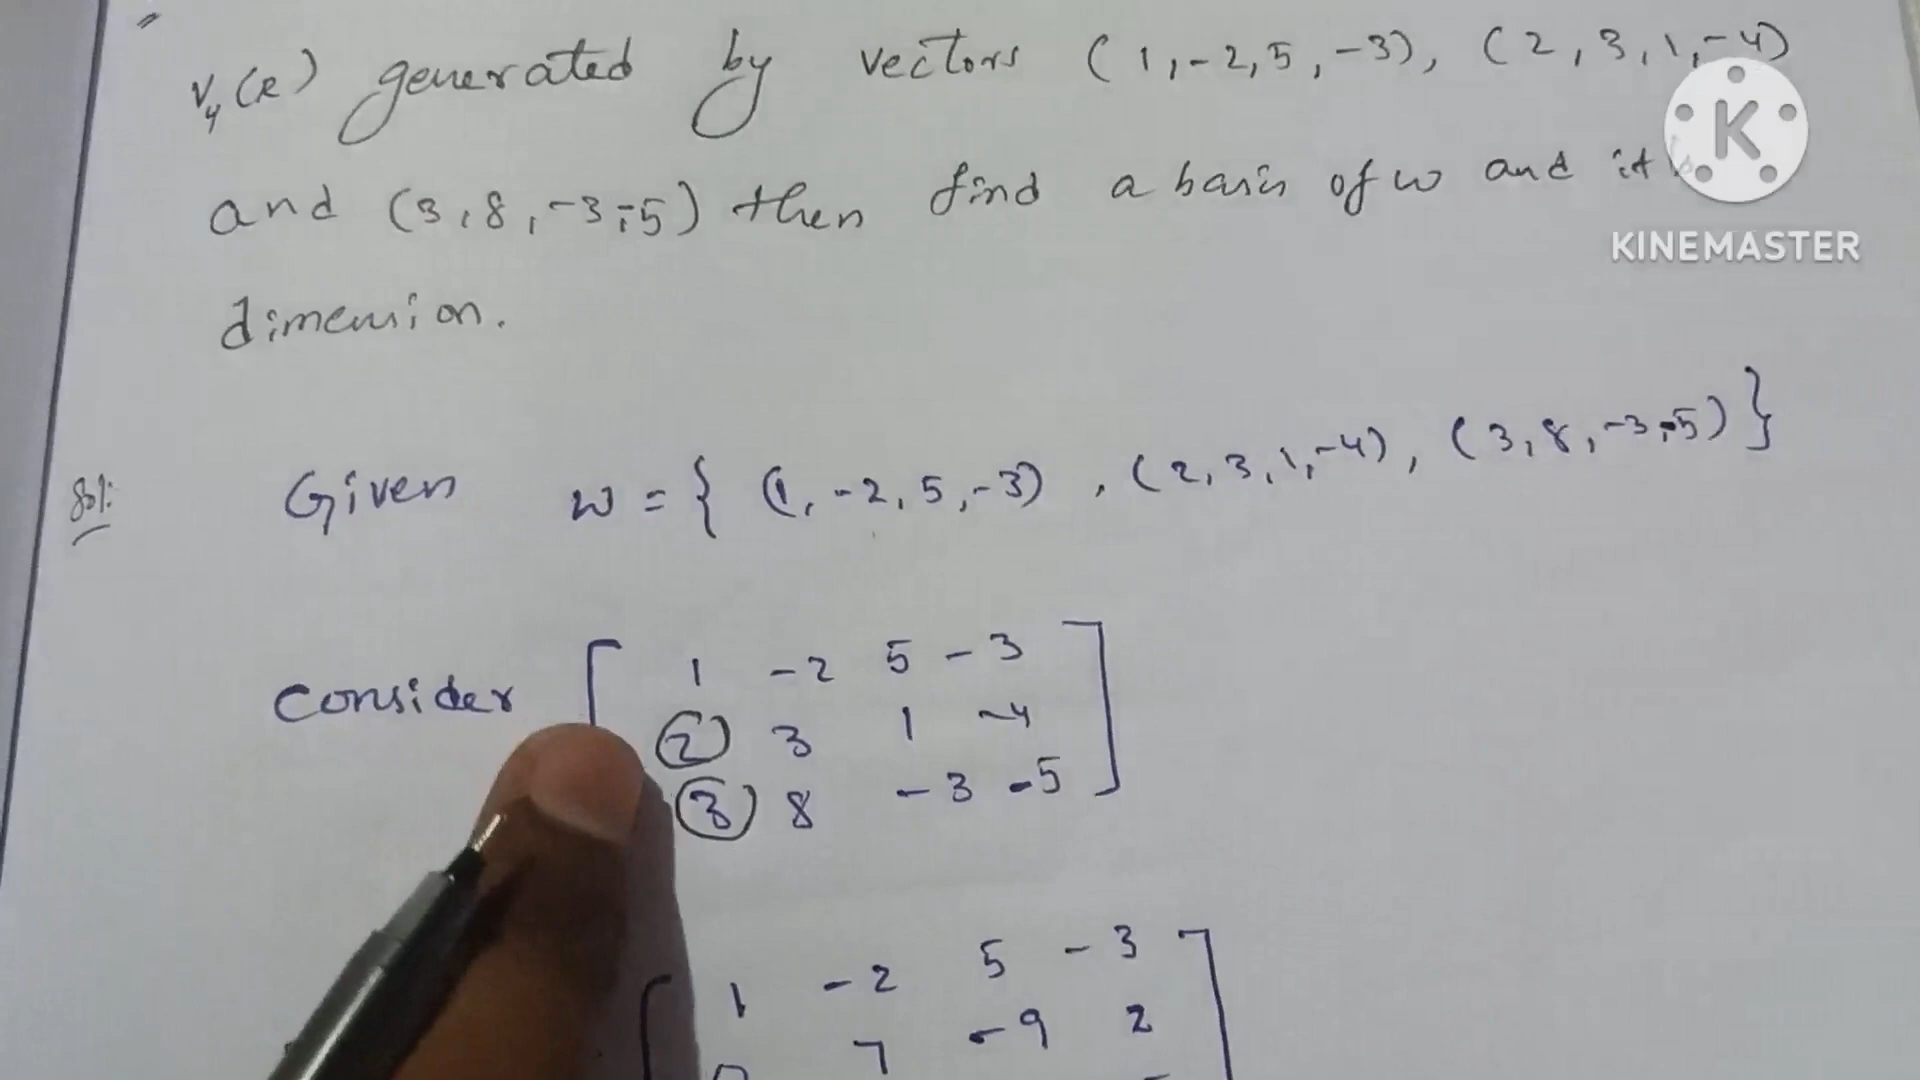 V₄(R) generated by vectors (1,-2,5,-3), (2,3,1,-4)
and (3,8,-3,-5) then find a basis of w and it
K
KINEMASTER
dimension.
Sol: Given w = { (1,-2,5,-3), (2,3,1,-4), (3,8,-3,-5) }
Consider [ 1 -2 5 -3 ]
2 3 1 -4
3 8 -3 -5
1 -2 5 -3
7 -9 2